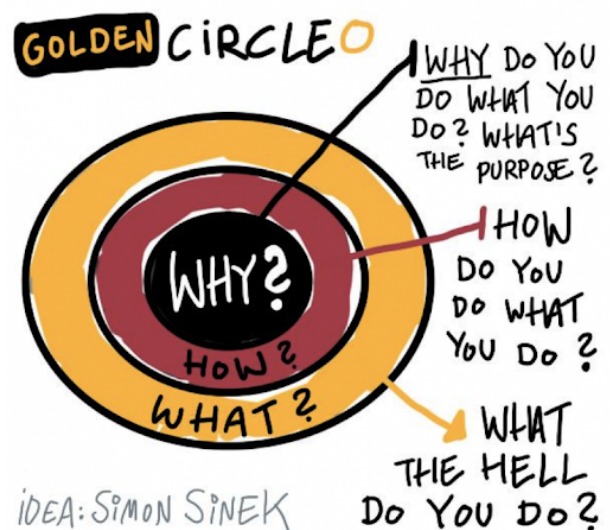 GOLDEN CIRCLE
WHY DO YOU
DO WHAT YOU
DO? WHAT'S
THE PURPOSE?
WHY?
HOW?
WHAT?
HOW
DO YOU
DO WHAT
YOU DO?
WHAT
THE HELL
DO YOU DO?
iDEA: SiMON SiNEK